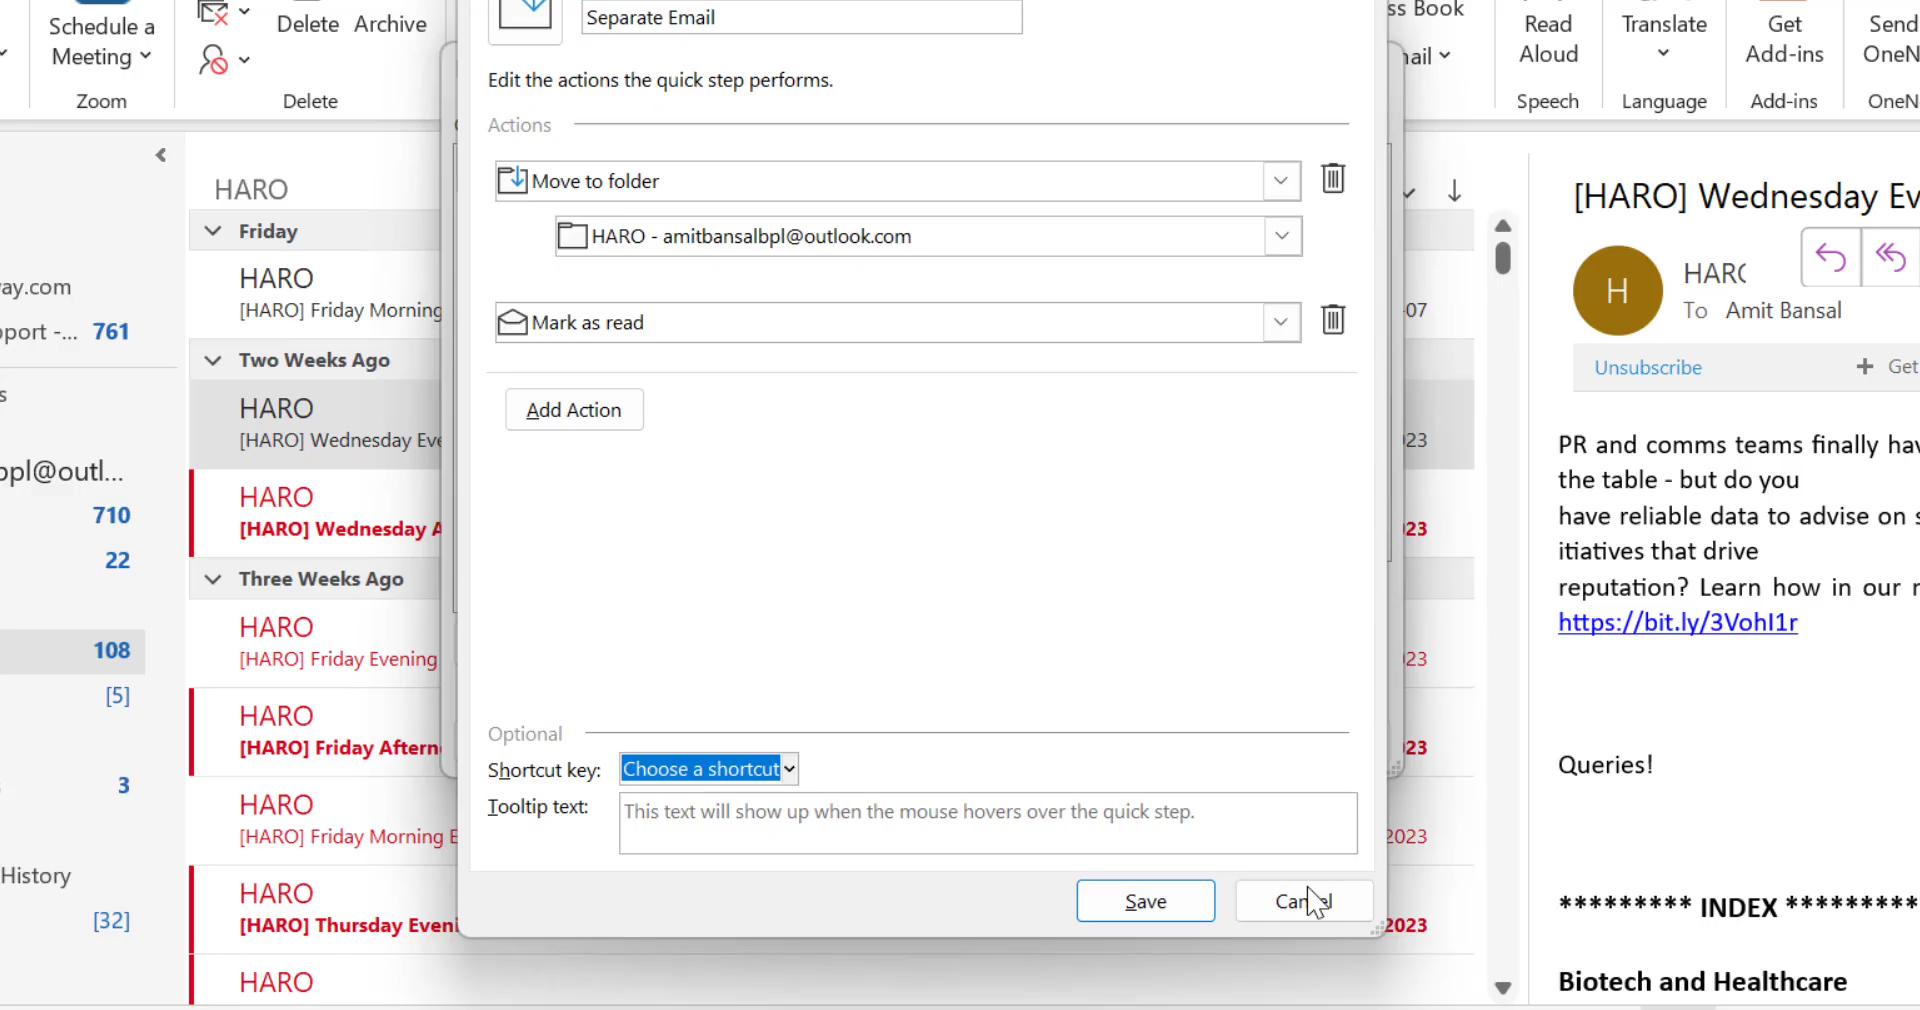 Schedule a
Meeting
Zoom
Delete
Archive
Delete
Separate Email
ss Book
Read
Aloud
Speech
Translate
Language
Get
Add-ins
Add-ins
Send
OneN
OneN
Edit the actions the quick step performs.
Actions
Move to folder
HARO - amitbansalbpl@outlook.com
Mark as read
Add Action
Optional
Shortcut key:
Choose a shortcut
Tooltip text:
This text will show up when the mouse hovers over the quick step.
Save
Cancel
ay.com
pport -... 761
s
bpl@outl...
710
22
108
[5]
3
History
[32]
HARO
Friday
HARO
[HARO] Friday Morning
-07
Two Weeks Ago
HARO
[HARO] Wednesday Eve
23
HARO
[HARO] Wednesday A
23
Three Weeks Ago
HARO
[HARO] Friday Evening
23
HARO
[HARO] Friday Aftern
23
HARO
[HARO] Friday Morning E
2023
HARO
[HARO] Thursday Eveni
2023
HARO
[HARO] Wednesday Ev
H
HARO
To Amit Bansal
Unsubscribe
+ Get
PR and comms teams finally hav
the table - but do you
have reliable data to advise on s
itiatives that drive
reputation? Learn how in our r
https://bit.ly/3VohI1r
Queries!
********* INDEX *********
Biotech and Healthcare